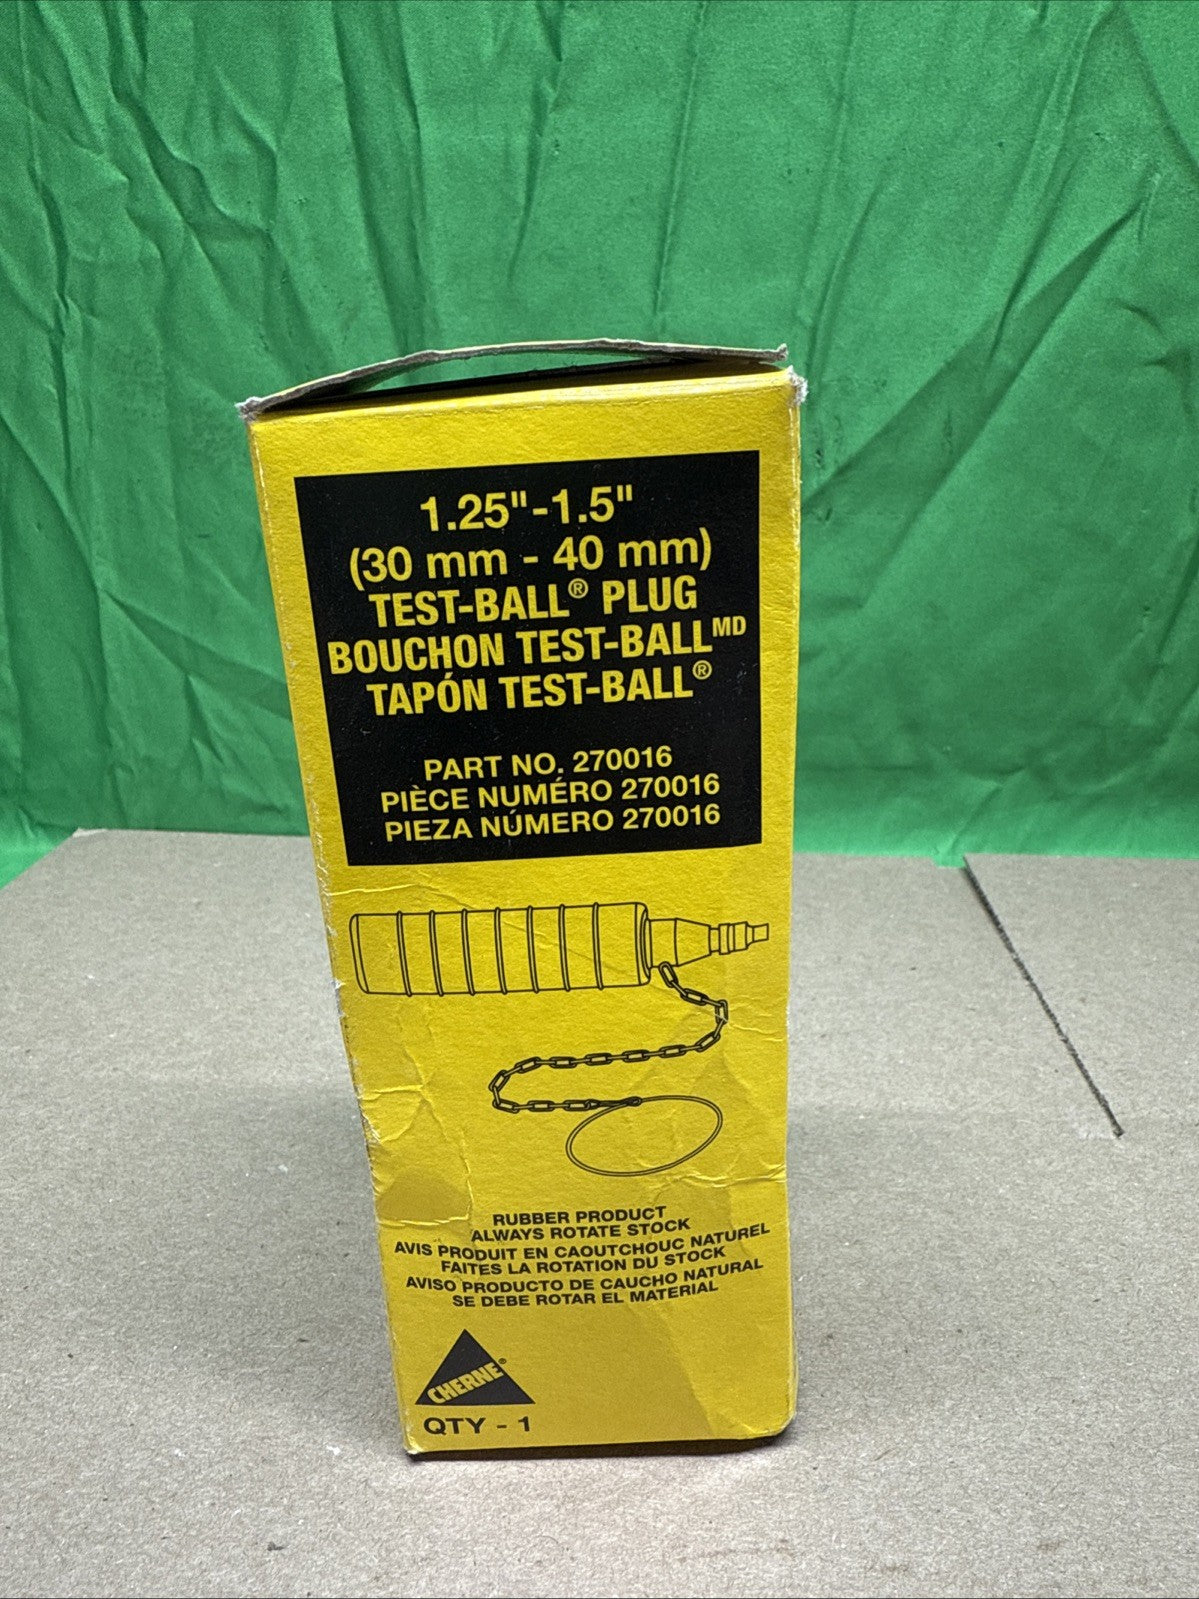 1.25"-1.5"
(30 mm - 40 mm)
TEST-BALL® PLUG
BOUCHON TEST-BALLMD
TAPÓN TEST-BALL®
PART NO. 270016
PIÈCE NUMÉRO 270016
PIEZA NÚMERO 270016
RUBBER PRODUCT
ALWAYS ROTATE STOCK
AVIS PRODUIT EN CAOUTCHOUC NATUREL
FAITES LA ROTATION DU STOCK
AVISO PRODUCTO DE CAUCHO NATURAL
SE DEBE ROTAR EL MATERIAL
CHERNE®
QTY - 1